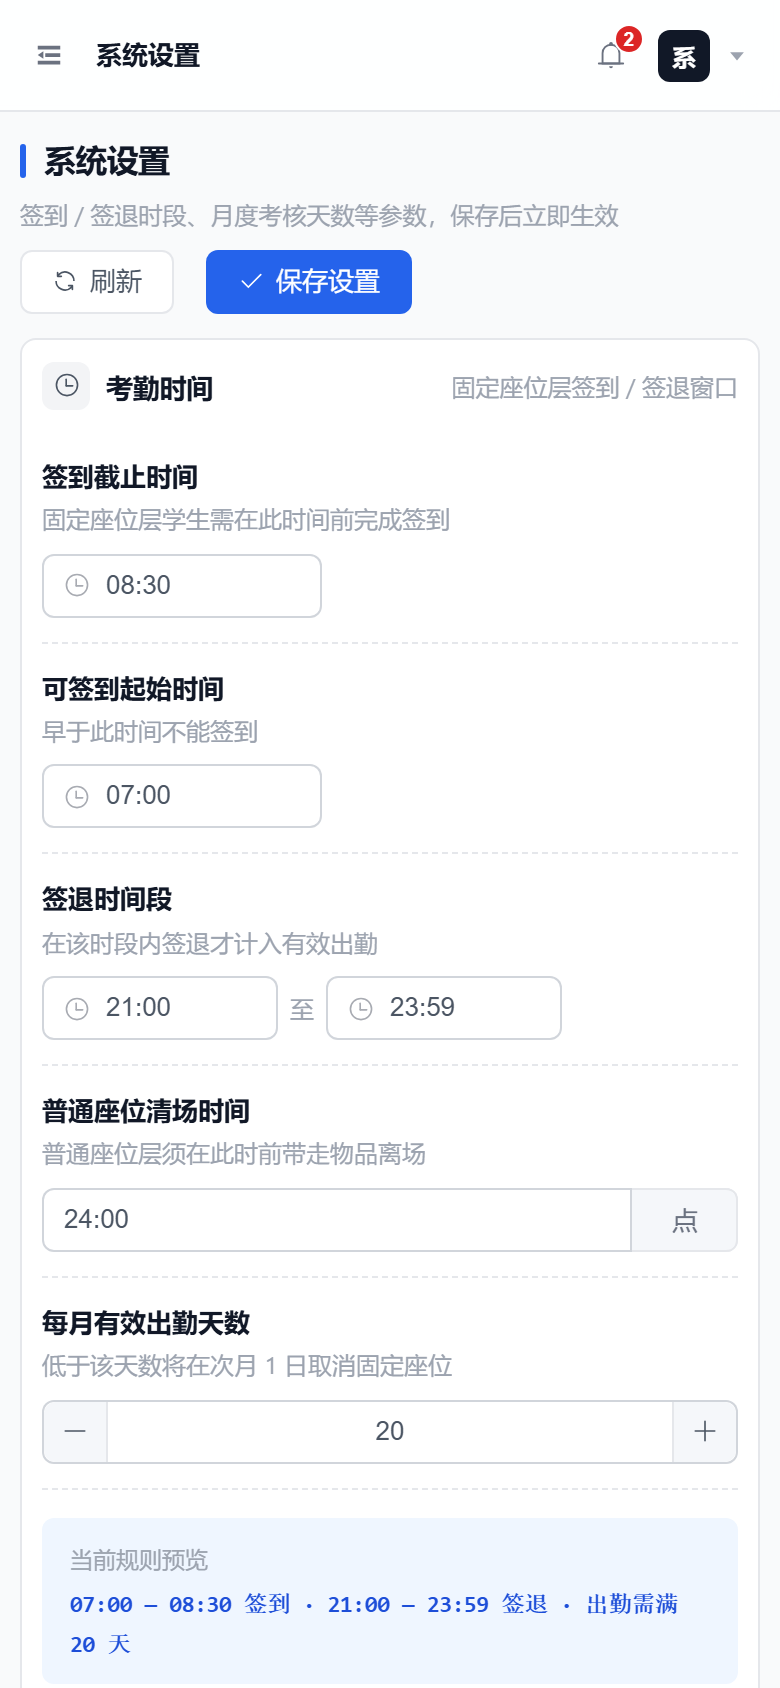 系统设置
2
系
系统设置
签到 / 签退时段、月度考核天数等参数，保存后立即生效
刷新
保存设置
考勤时间
固定座位层签到 / 签退窗口
签到截止时间
固定座位层学生需在此时间前完成签到
08:30
可签到起始时间
早于此时间不能签到
07:00
签退时间段
在该时段内签退才计入有效出勤
21:00 至 23:59
普通座位清场时间
普通座位层须在此时前带走物品离场
24:00 点
每月有效出勤天数
低于该天数将在次月 1 日取消固定座位
20
当前规则预览
07:00 — 08:30 签到 · 21:00 — 23:59 签退 · 出勤需满
20 天